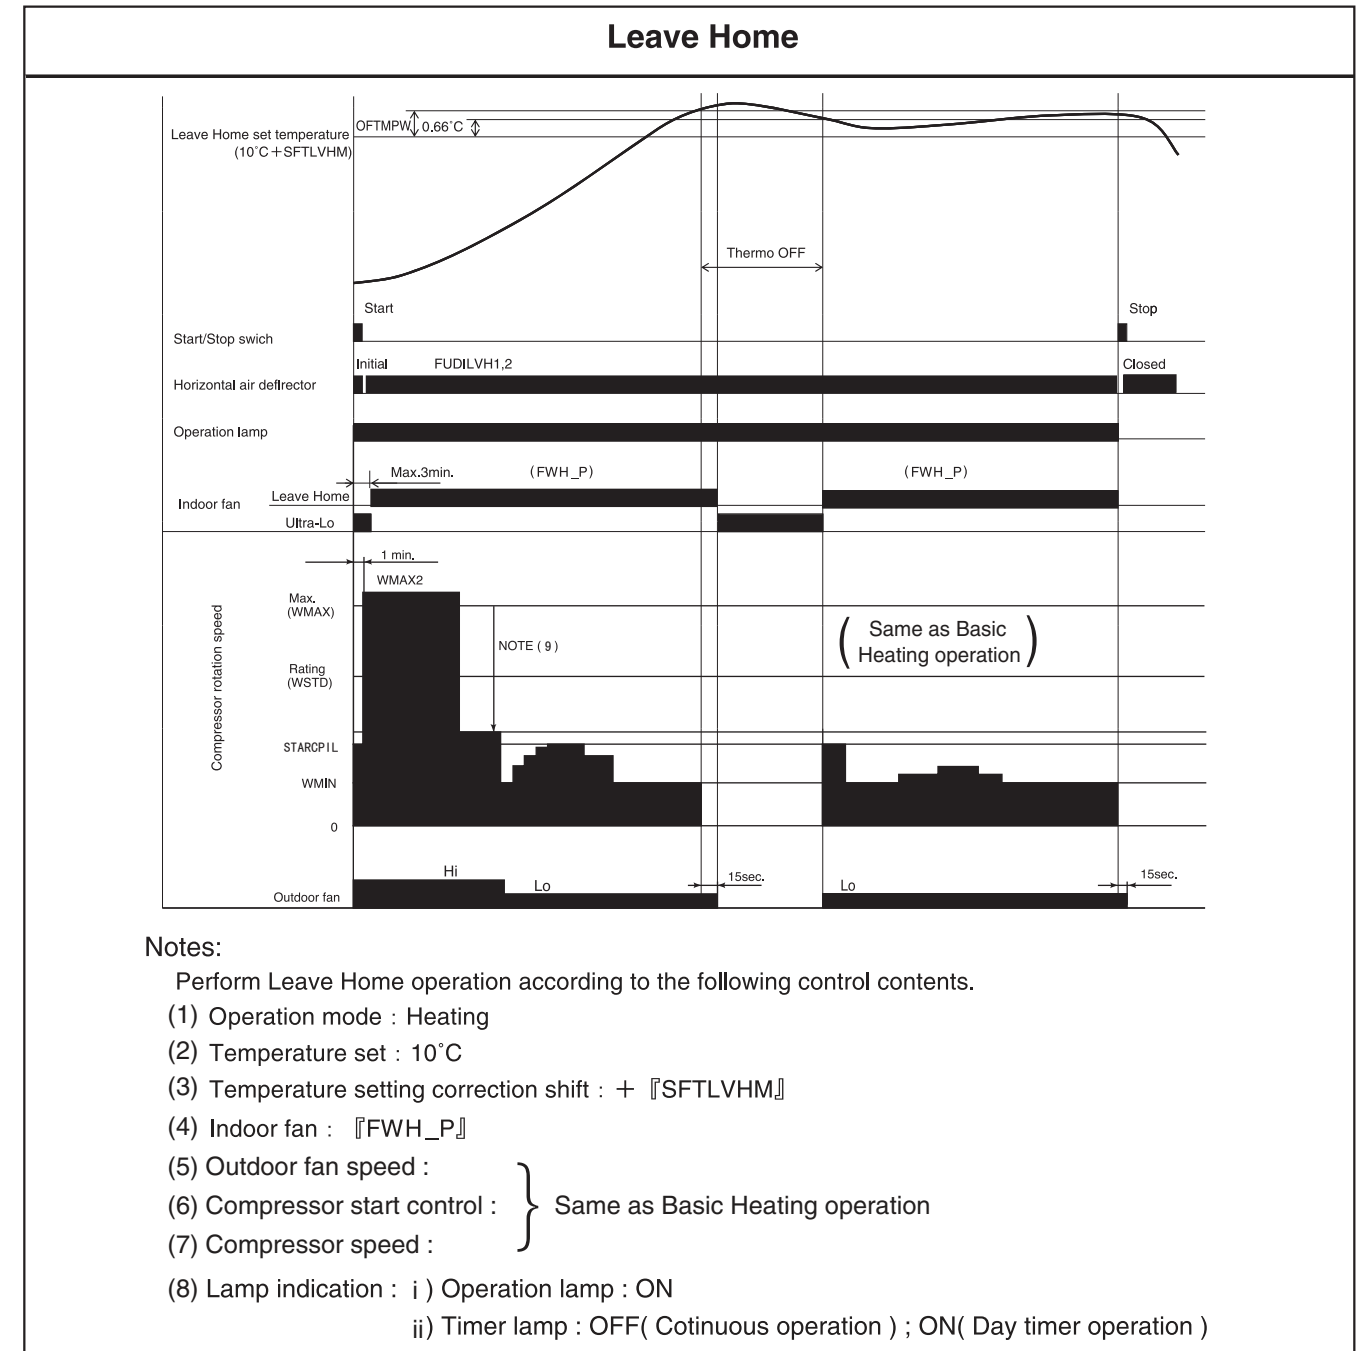 Leave Home
Leave Home set temperature
(10˚C＋SFTLVHM)
OFTMPW
0.66˚C
Thermo OFF
Start
Stop
Start/Stop swich
Initial
FUDILVH1,2
Closed
Horizontal air deflrector
Operation lamp
Max.3min.
(FWH_P)
(FWH_P)
Indoor fan
Leave Home
Ultra-Lo
1 min.
WMAX2
Compressor rotation speed
Max.
(WMAX)
NOTE ( 9 )
(Same as Basic
Heating operation)
Rating
(WSTD)
STARCPIL
WMIN
0
Hi
Lo
15sec.
Lo
15sec.
Outdoor fan
Notes:
Perform Leave Home operation according to the following control contents.
(1) Operation mode : Heating
(2) Temperature set : 10˚C
(3) Temperature setting correction shift : ＋『SFTLVHM』
(4) Indoor fan : 『FWH_P』
(5) Outdoor fan speed :
(6) Compressor start control : } Same as Basic Heating operation
(7) Compressor speed :
(8) Lamp indication : i ) Operation lamp : ON
ii) Timer lamp : OFF( Cotinuous operation ) ; ON( Day timer operation )